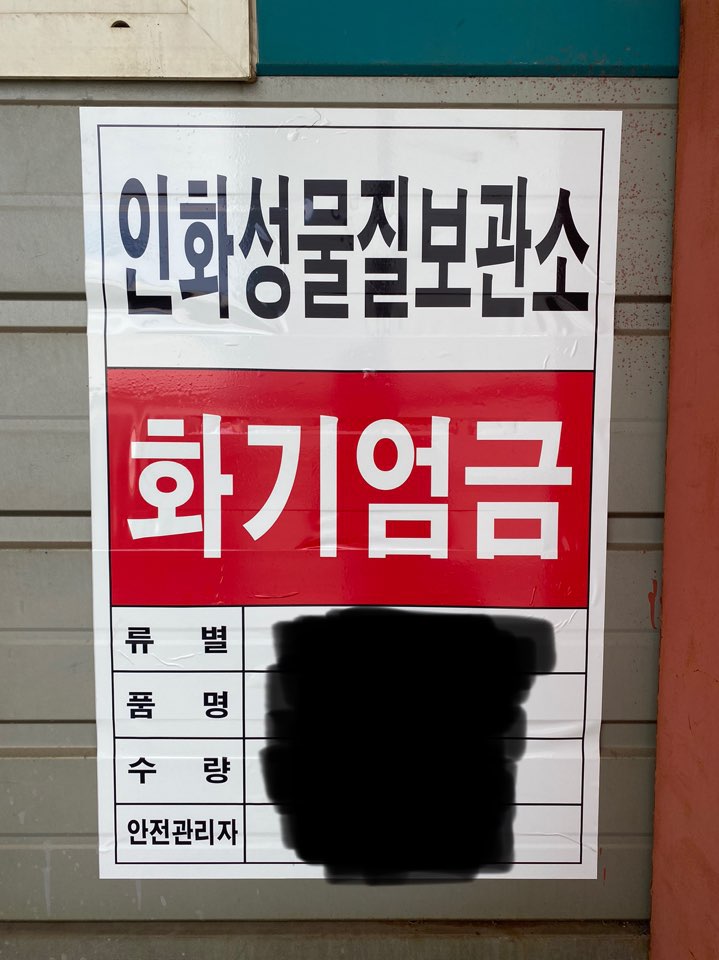 인화성물질보관소
화기엄금
류 별
품 명
수 량
안전관리자